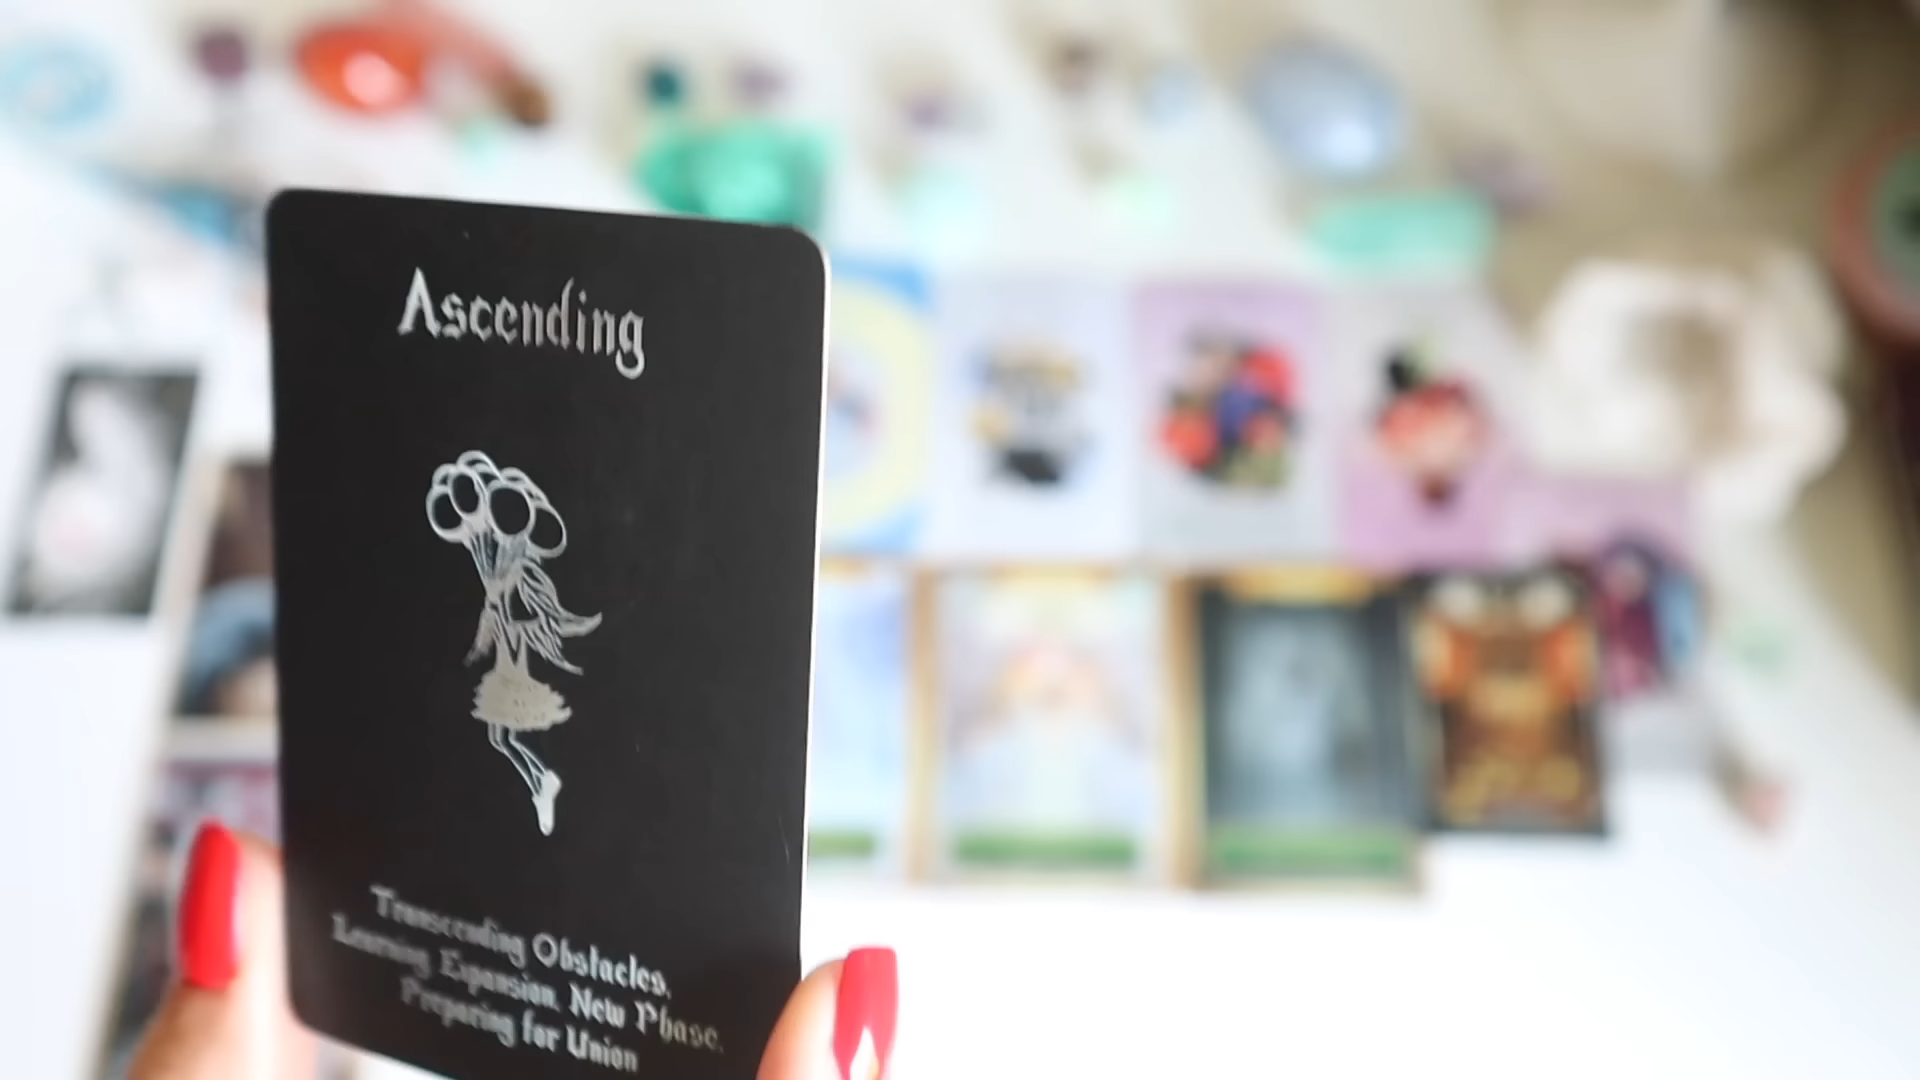 Ascending
Transcending Obstacles.
Learning Expansion. New Phase.
Preparing for Union